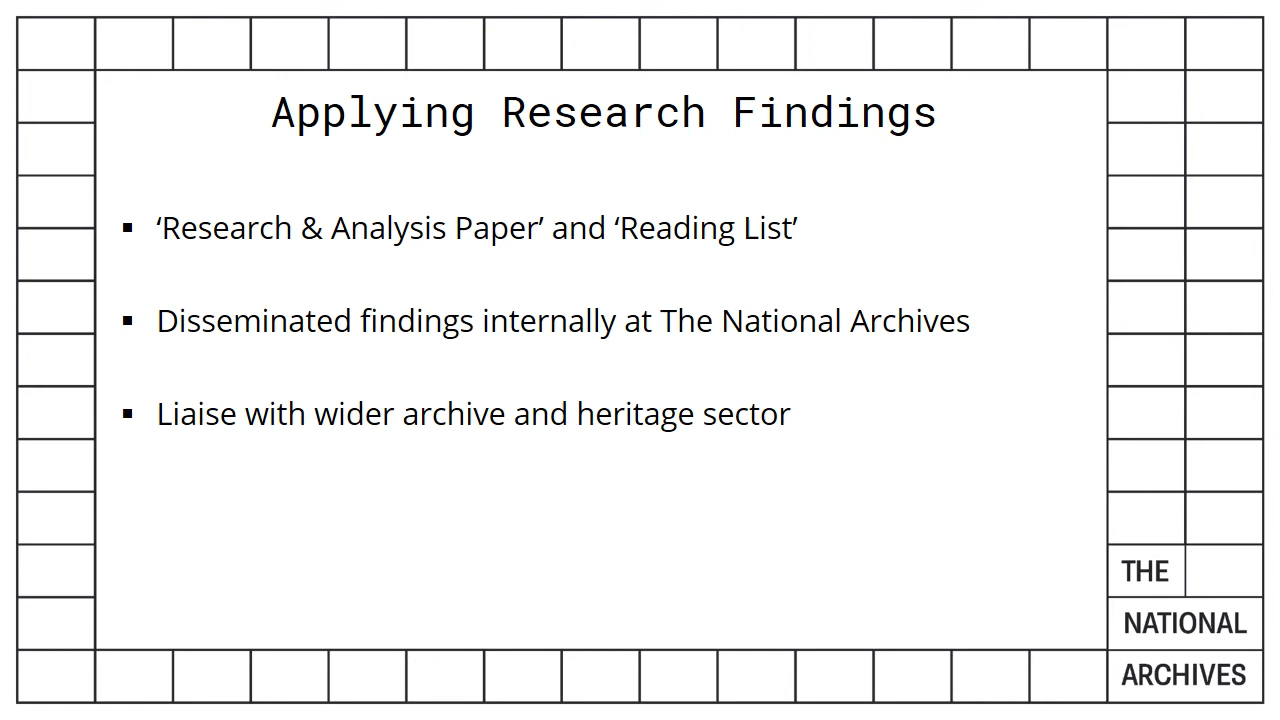 Applying Research Findings
▪ ‘Research & Analysis Paper’ and ‘Reading List’
▪ Disseminated findings internally at The National Archives
▪ Liaise with wider archive and heritage sector
THE
NATIONAL
ARCHIVES